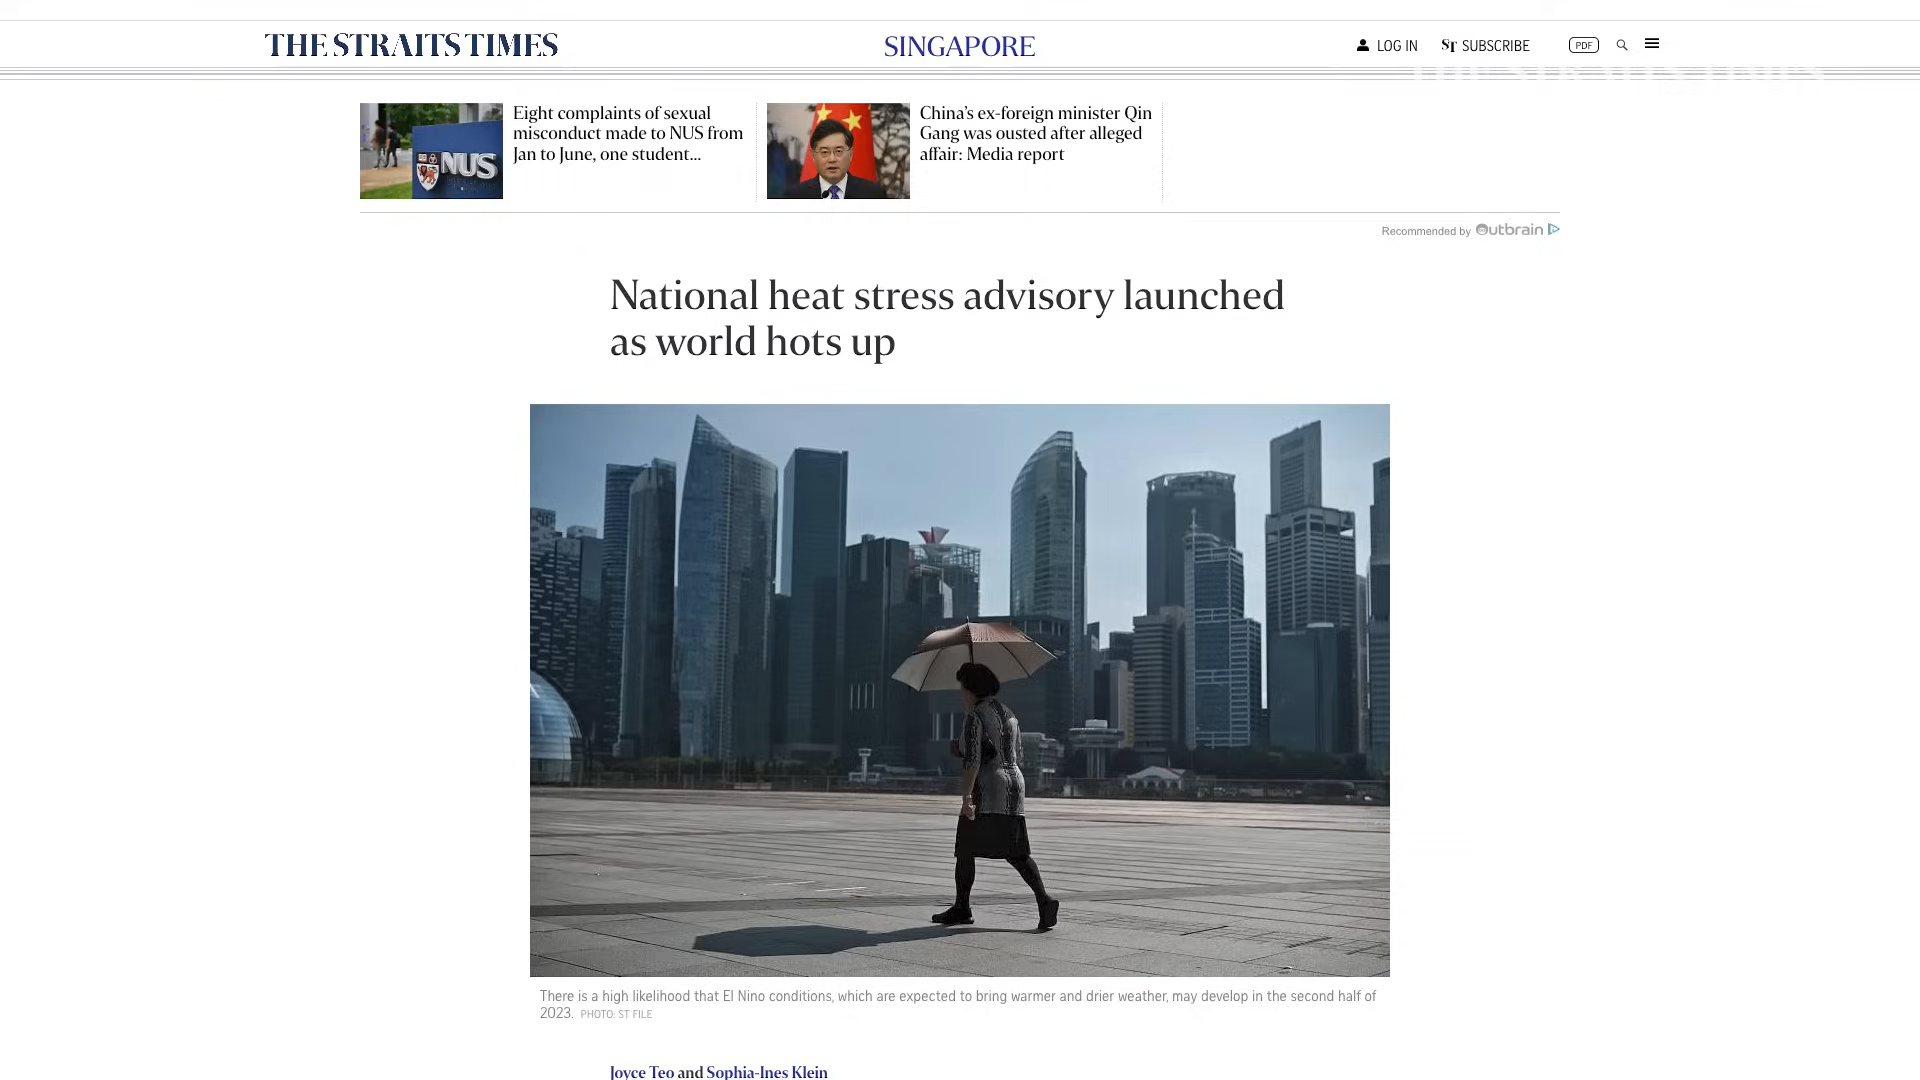 THE STRAITS TIMES
SINGAPORE
LOG IN
ST SUBSCRIBE
PDF
NUS
Eight complaints of sexual
misconduct made to NUS from
Jan to June, one student...
China's ex-foreign minister Qin
Gang was ousted after alleged
affair: Media report
Recommended by Outbrain
National heat stress advisory launched
as world hots up
There is a high likelihood that El Nino conditions, which are expected to bring warmer and drier weather, may develop in the second half of
2023. PHOTO: ST FILE
Joyce Teo and Sophia-Ines Klein